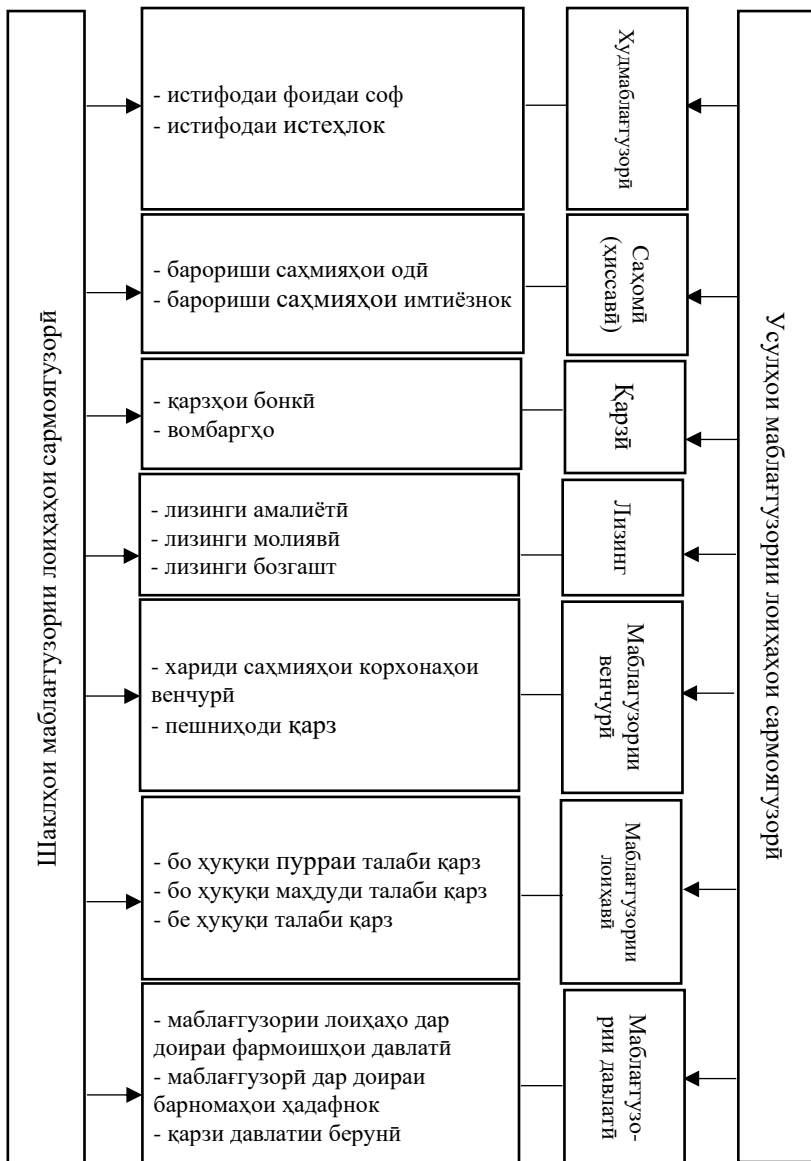 Шаклҳои маблағгузории лоиҳаҳои сармоягузорӣ
- истифодаи фоидаи соф
- истифодаи истеҳлок
Худмаблағгузорӣ
- барориши саҳмияҳои одӣ
- барориши саҳмияҳои имтиёзнок
Саҳомӣ
(ҳиссавӣ)
- қарзҳои бонкӣ
- вомбаргҳо
Қарзӣ
- лизинги амалиётӣ
- лизинги молиявӣ
- лизинги бозгашт
Лизинг
- хариди саҳмияҳои корхонаҳои
венчурӣ
- пешниҳоди қарз
Маблагузории
венчурӣ
- бо ҳуқуқи пурраи талаби қарз
- бо ҳуқуқи маҳдуди талаби қарз
- бе ҳуқуқи талаби қарз
Маблағгузории
лоиҳавӣ
- маблағгузории лоиҳаҳо дар
доираи фармоишҳои давлатӣ
- маблағгузорӣ дар доираи
барномаҳои ҳадафнок
- қарзи давлатии берунӣ
Маблағгузо-
рии давлатӣ
Усулҳои маблағгузории лоиҳаҳои сармоягузорӣ